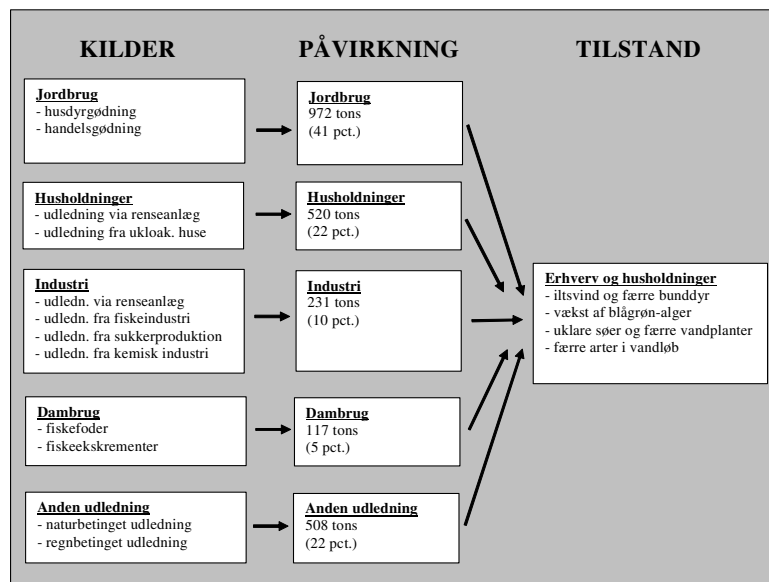 KILDER
PÅVIRKNING
TILSTAND
Jordbrug
- husdyrgødning
- handelsgødning
Jordbrug
972 tons
(41 pct.)
Husholdninger
- udledning via renseanlæg
- udledning fra ukloak. huse
Husholdninger
520 tons
(22 pct.)
Industri
- udledn. via renseanlæg
- udledn. fra fiskeindustri
- udledn. fra sukkerproduktion
- udledn. fra kemisk industri
Industri
231 tons
(10 pct.)
Erhverv og husholdninger
- iltsvind og færre bunddyr
- vækst af blågrøn-alger
- uklare søer og færre vandplanter
- færre arter i vandløb
Dambrug
- fiskefoder
- fiskeekskrementer
Dambrug
117 tons
(5 pct.)
Anden udledning
- naturbetinget udledning
- regnbetinget udledning
Anden udledning
508 tons
(22 pct.)